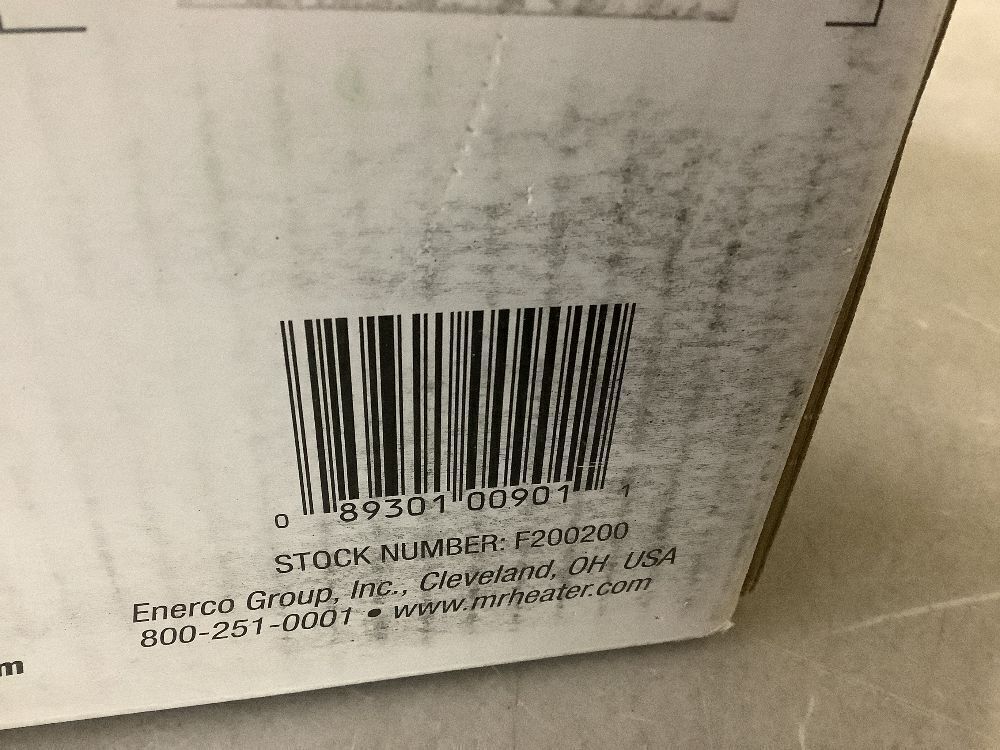 0 89301 00901 1
STOCK NUMBER: F200200
Enerco Group, Inc., Cleveland, OH USA
800-251-0001 • www.mrheater.com
m